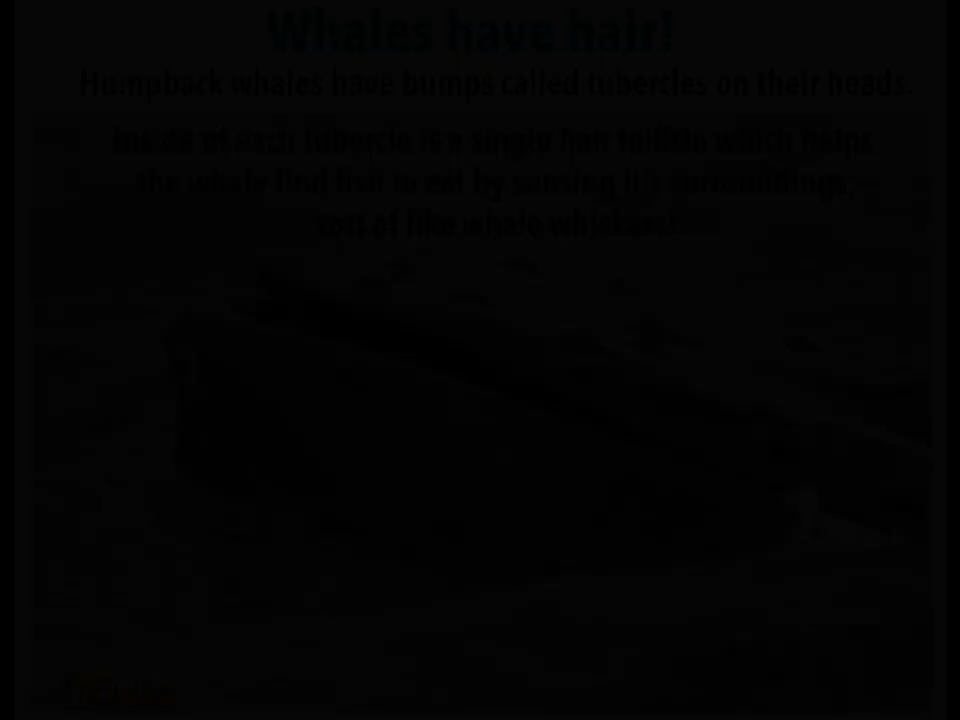 Whales have hair!
Humpback whales have bumps called tubercles on their heads.
Inside of each tubercle is a single hair follicle which helps
the whale find fish to eat by sensing it's surroundings,
sort of like whale whiskers!